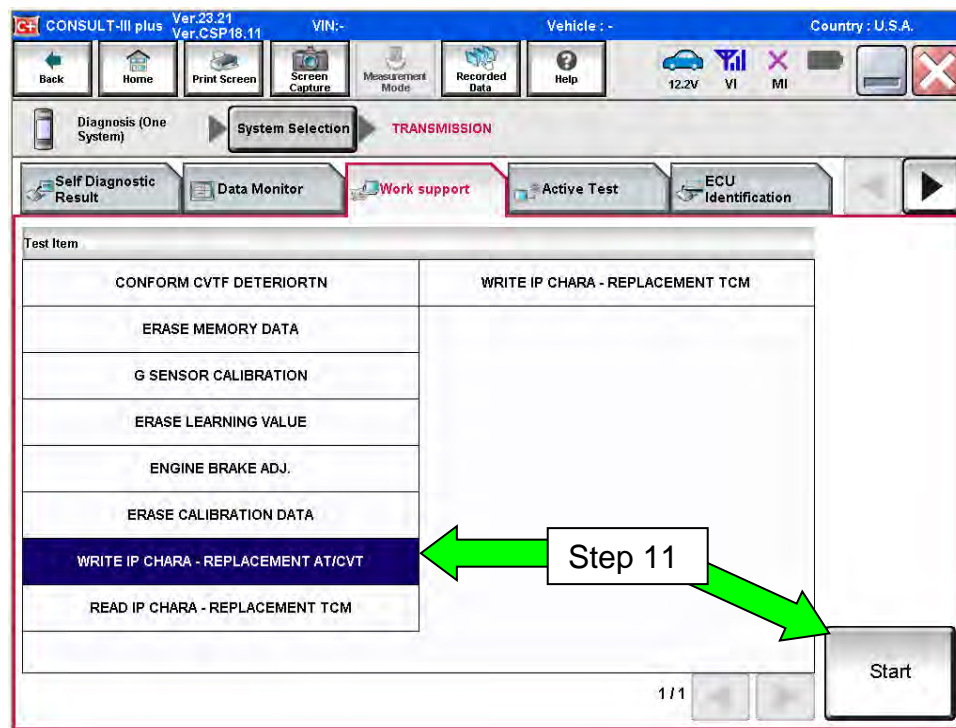 C+ CONSULT-III plus Ver.23.21 VIN:- Vehicle : - Country : U.S.A.
Ver.CSP18.11
Back Home Print Screen Screen Capture Measurement Mode Recorded Data Help 12.2V VI MI
Diagnosis (One System) System Selection TRANSMISSION
Self Diagnostic Result Data Monitor Work support Active Test ECU Identification
Test Item
CONFORM CVTF DETERIORTN WRITE IP CHARA - REPLACEMENT TCM
ERASE MEMORY DATA
G SENSOR CALIBRATION
ERASE LEARNING VALUE
ENGINE BRAKE ADJ.
ERASE CALIBRATION DATA
WRITE IP CHARA - REPLACEMENT AT/CVT
Step 11
READ IP CHARA - REPLACEMENT TCM
Start
1/1